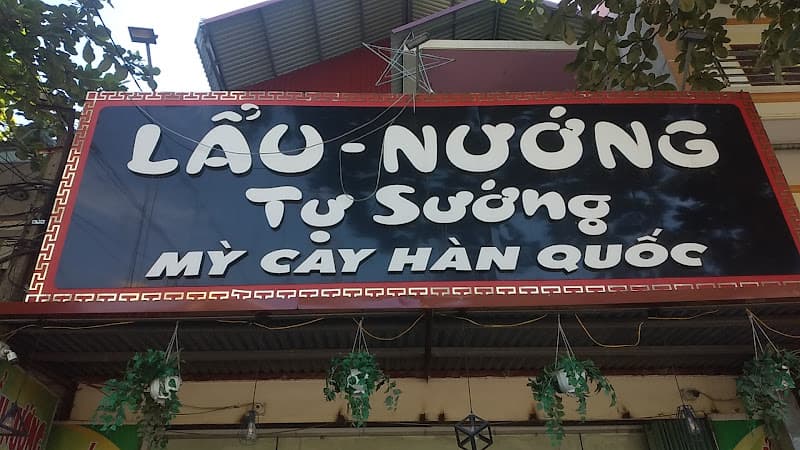 LẨU - NƯỚNG
Tự Sướng
MỲ CAY HÀN QUỐC